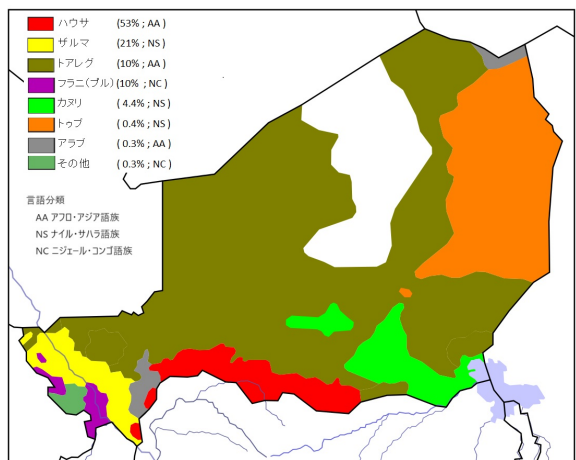 ハウサ (53% ; AA)
ザルマ (21% ; NS)
トアレグ (10% ; AA)
フラニ(プル) (10% ; NC)
カヌリ (4.4% ; NS)
トゥブ (0.4% ; NS)
アラブ (0.3% ; AA)
その他 (0.3% ; NC)
言語分類
AA アフロ・アジア語族
NS ナイル・サハラ語族
NC ニジェール・コンゴ語族